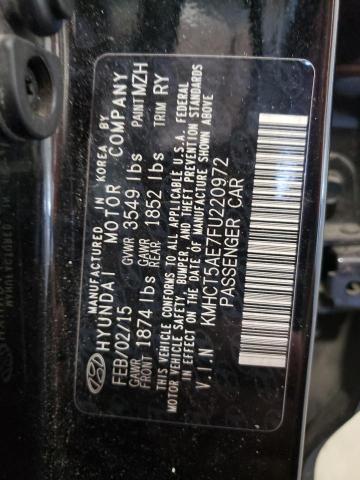 MANUFACTURED IN KOREA BY
HYUNDAI MOTOR COMPANY
FEB/02/15 GVWR 3549 lbs PAINT MZH
GAWR FRONT 1874 lbs GAWR REAR 1852 lbs TRIM RY
THIS VEHICLE CONFORMS TO ALL APPLICABLE U.S.A. FEDERAL
MOTOR VEHICLE SAFETY, BUMPER, AND THEFT PREVENTION STANDARDS
IN EFFECT ON THE DATE OF MANUFACTURE SHOWN ABOVE
V.I.N KMHCT5AE7FU220972
PASSENGER CAR